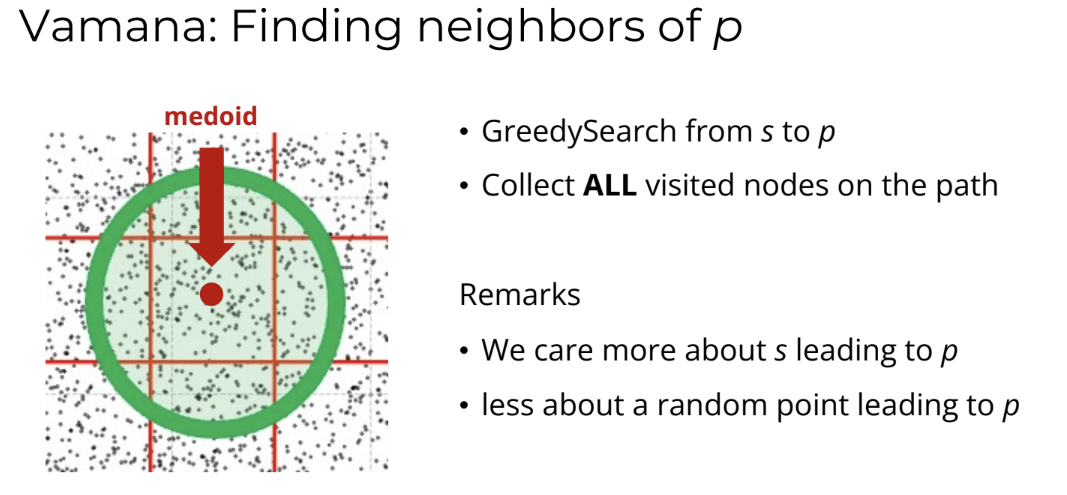 Vamana: Finding neighbors of p
medoid
• GreedySearch from s to p
• Collect ALL visited nodes on the path
Remarks
• We care more about s leading to p
• less about a random point leading to p